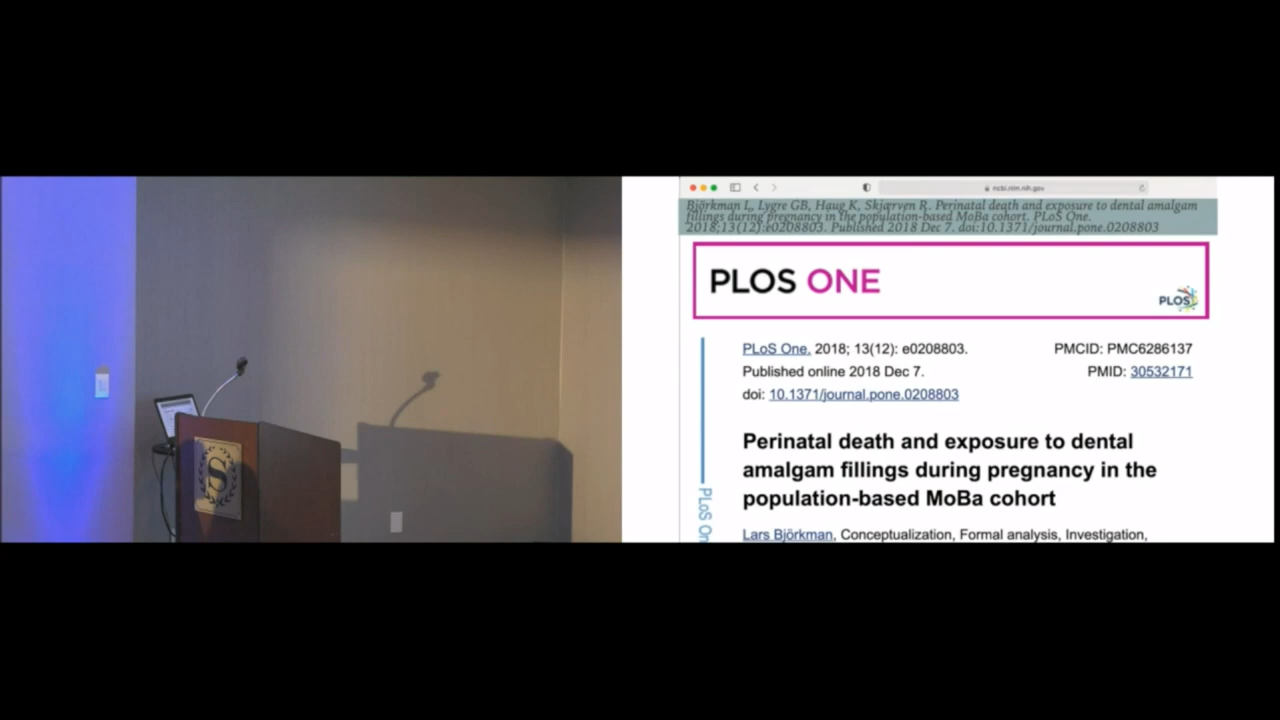 S
ncbi.nlm.nih.gov
Björkman L, Lygre GB, Haug K, Skjærven R. Perinatal death and exposure to dental amalgam
fillings during pregnancy in the population-based MoBa cohort. PLoS One.
2018;13(12):e0208803. Published 2018 Dec 7. doi:10.1371/journal.pone.0208803
PLOS ONE
PLOS
PLoS One. 2018; 13(12): e0208803.
PMCID: PMC6286137
Published online 2018 Dec 7.
PMID: 30532171
doi: 10.1371/journal.pone.0208803
Perinatal death and exposure to dental
amalgam fillings during pregnancy in the
population-based MoBa cohort
PLoS On
Lars Björkman, Conceptualization, Formal analysis, Investigation,